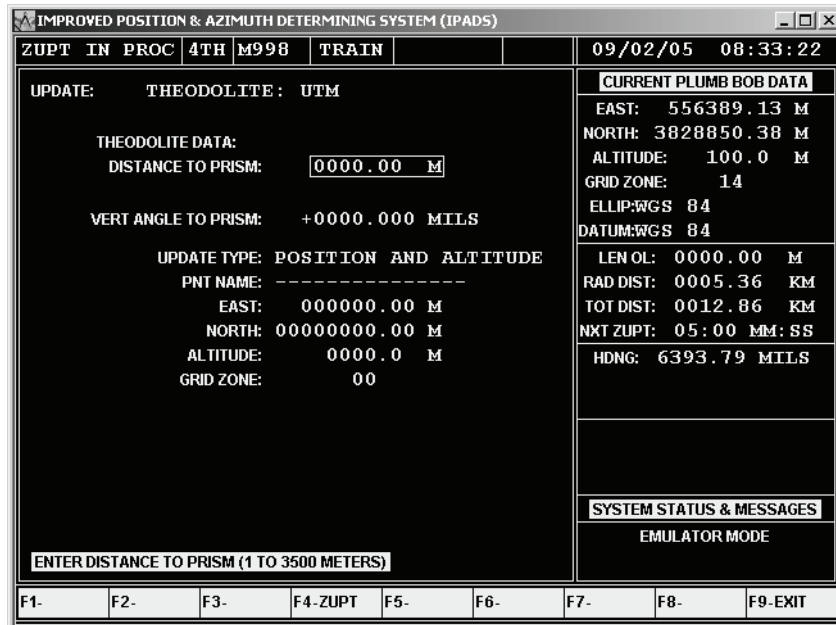 IMPROVED POSITION & AZIMUTH DETERMINING SYSTEM (IPADS)
ZUPT IN PROC 4TH M998 TRAIN 09/02/05 08:33:22
UPDATE: THEODOLITE: UTM
THEODOLITE DATA:
DISTANCE TO PRISM: 0000.00 M
VERT ANGLE TO PRISM: +0000.000 MILS
UPDATE TYPE: POSITION AND ALTITUDE
PNT NAME: ---------------
EAST: 000000.00 M
NORTH: 00000000.00 M
ALTITUDE: 0000.0 M
GRID ZONE: 00
ENTER DISTANCE TO PRISM (1 TO 3500 METERS)
CURRENT PLUMB BOB DATA
EAST: 556389.13 M
NORTH: 3828850.38 M
ALTITUDE: 100.0 M
GRID ZONE: 14
ELLIP:WGS 84
DATUM:WGS 84
LEN OL: 0000.00 M
RAD DIST: 0005.36 KM
TOT DIST: 0012.86 KM
NXT ZUPT: 05:00 MM:SS
HDNG: 6393.79 MILS
SYSTEM STATUS & MESSAGES
EMULATOR MODE
F1- F2- F3- F4-ZUPT F5- F6- F7- F8- F9-EXIT